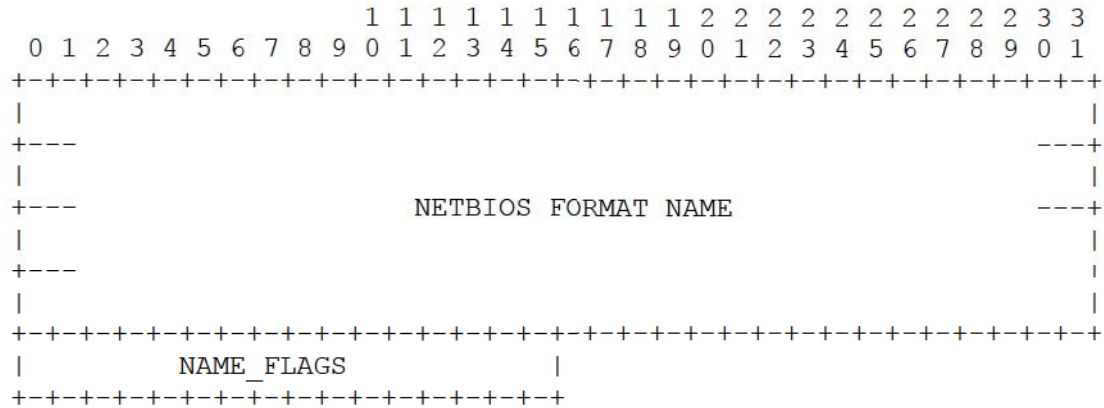 1 1 1 1 1 1 1 1 1 1 2 2 2 2 2 2 2 2 2 2 3 3
 0 1 2 3 4 5 6 7 8 9 0 1 2 3 4 5 6 7 8 9 0 1 2 3 4 5 6 7 8 9 0 1
+-+-+-+-+-+-+-+-+-+-+-+-+-+-+-+-+-+-+-+-+-+-+-+-+-+-+-+-+-+-+-+-+
|                                                               |
+---                                                         ---+
|                                                               |
+---                    NETBIOS FORMAT NAME                  ---+
|                                                               |
+---                                                            |
|                                                               |
+-+-+-+-+-+-+-+-+-+-+-+-+-+-+-+-+-+-+-+-+-+-+-+-+-+-+-+-+-+-+-+-+
|         NAME_FLAGS            |
+-+-+-+-+-+-+-+-+-+-+-+-+-+-+-+-+